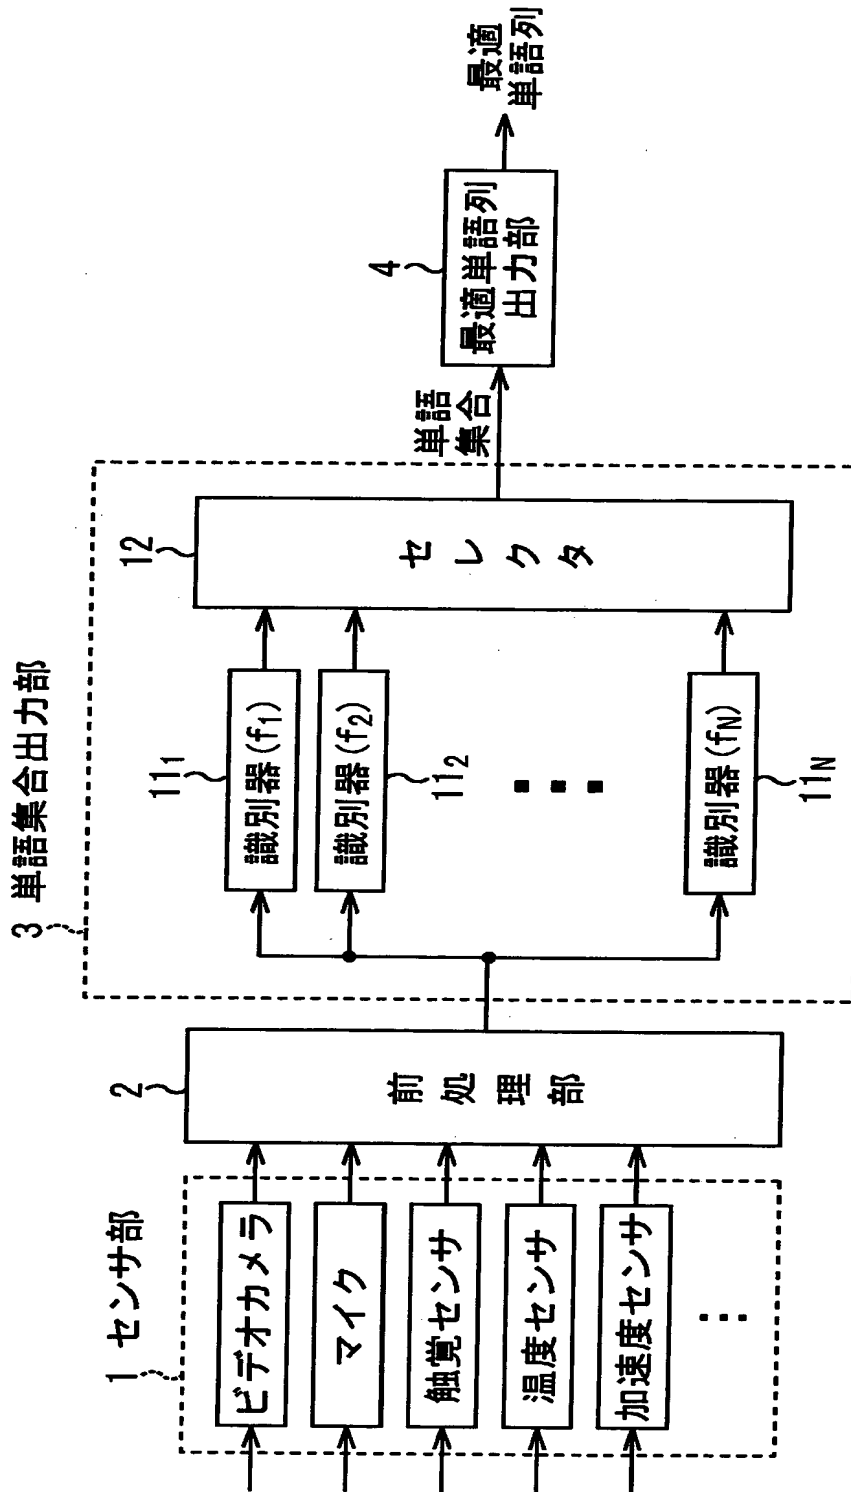 1 センサ部
ビデオカメラ
マイク
触覚センサ
温度センサ
加速度センサ
2
前処理部
3 単語集合出力部
11₁
識別器(f₁)
識別器(f₂)
11₂
識別器(f_N)
11_N
12
セレクタ
単語
集合
4
最適単語列
出力部
最適
単語列